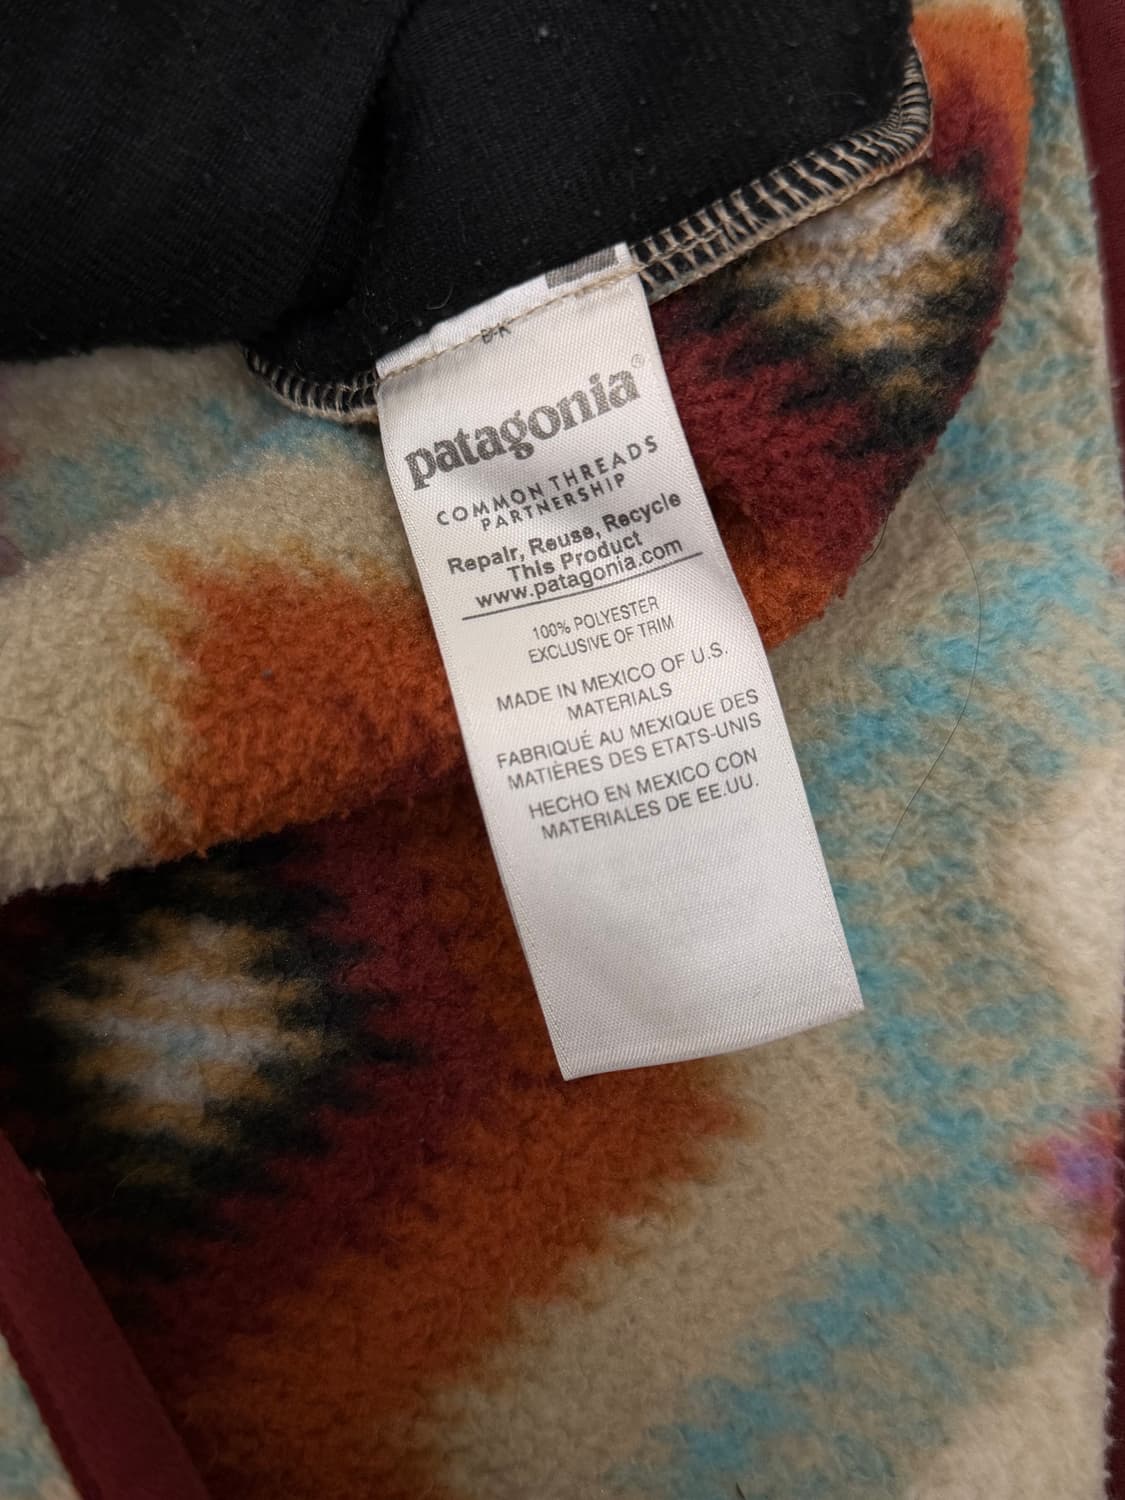 patagonia®
COMMON THREADS
PARTNERSHIP
Repair, Reuse, Recycle
This Product
www.patagonia.com
100% POLYESTER
EXCLUSIVE OF TRIM
MADE IN MEXICO OF U.S.
MATERIALS
FABRIQUÉ AU MEXIQUE DES
MATIÈRES DES ETATS-UNIS
HECHO EN MEXICO CON
MATERIALES DE EE.UU.